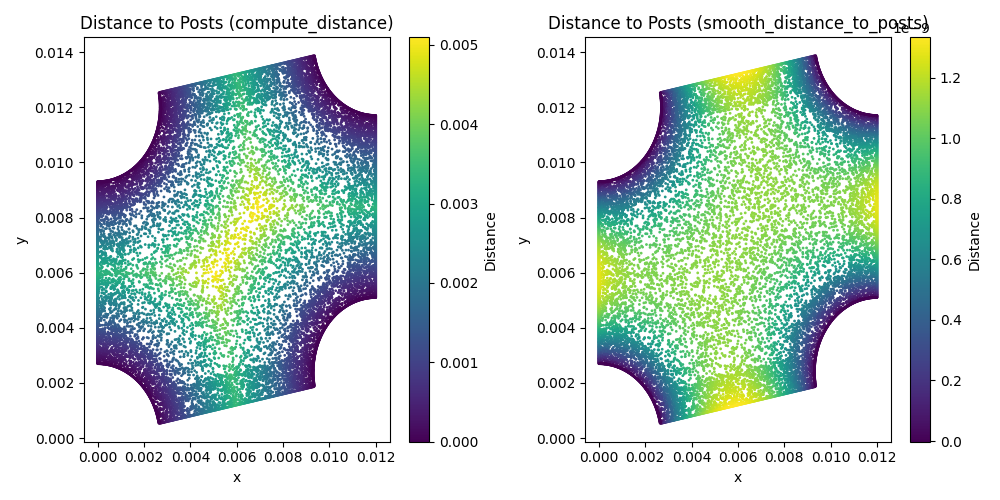 Distance to Posts (compute_distance)
0.014
0.012
0.010
0.008
0.006
0.004
0.002
0.000
0.000 0.002 0.004 0.006 0.008 0.010 0.012
x
y
0.005
0.004
0.003
0.002
0.001
0.000
Distance
Distance to Posts (smooth_distance_to_posts)
1e−9
0.014
0.012
0.010
0.008
0.006
0.004
0.002
0.000
0.000 0.002 0.004 0.006 0.008 0.010 0.012
x
y
1.2
1.0
0.8
0.6
0.4
0.2
0.0
Distance